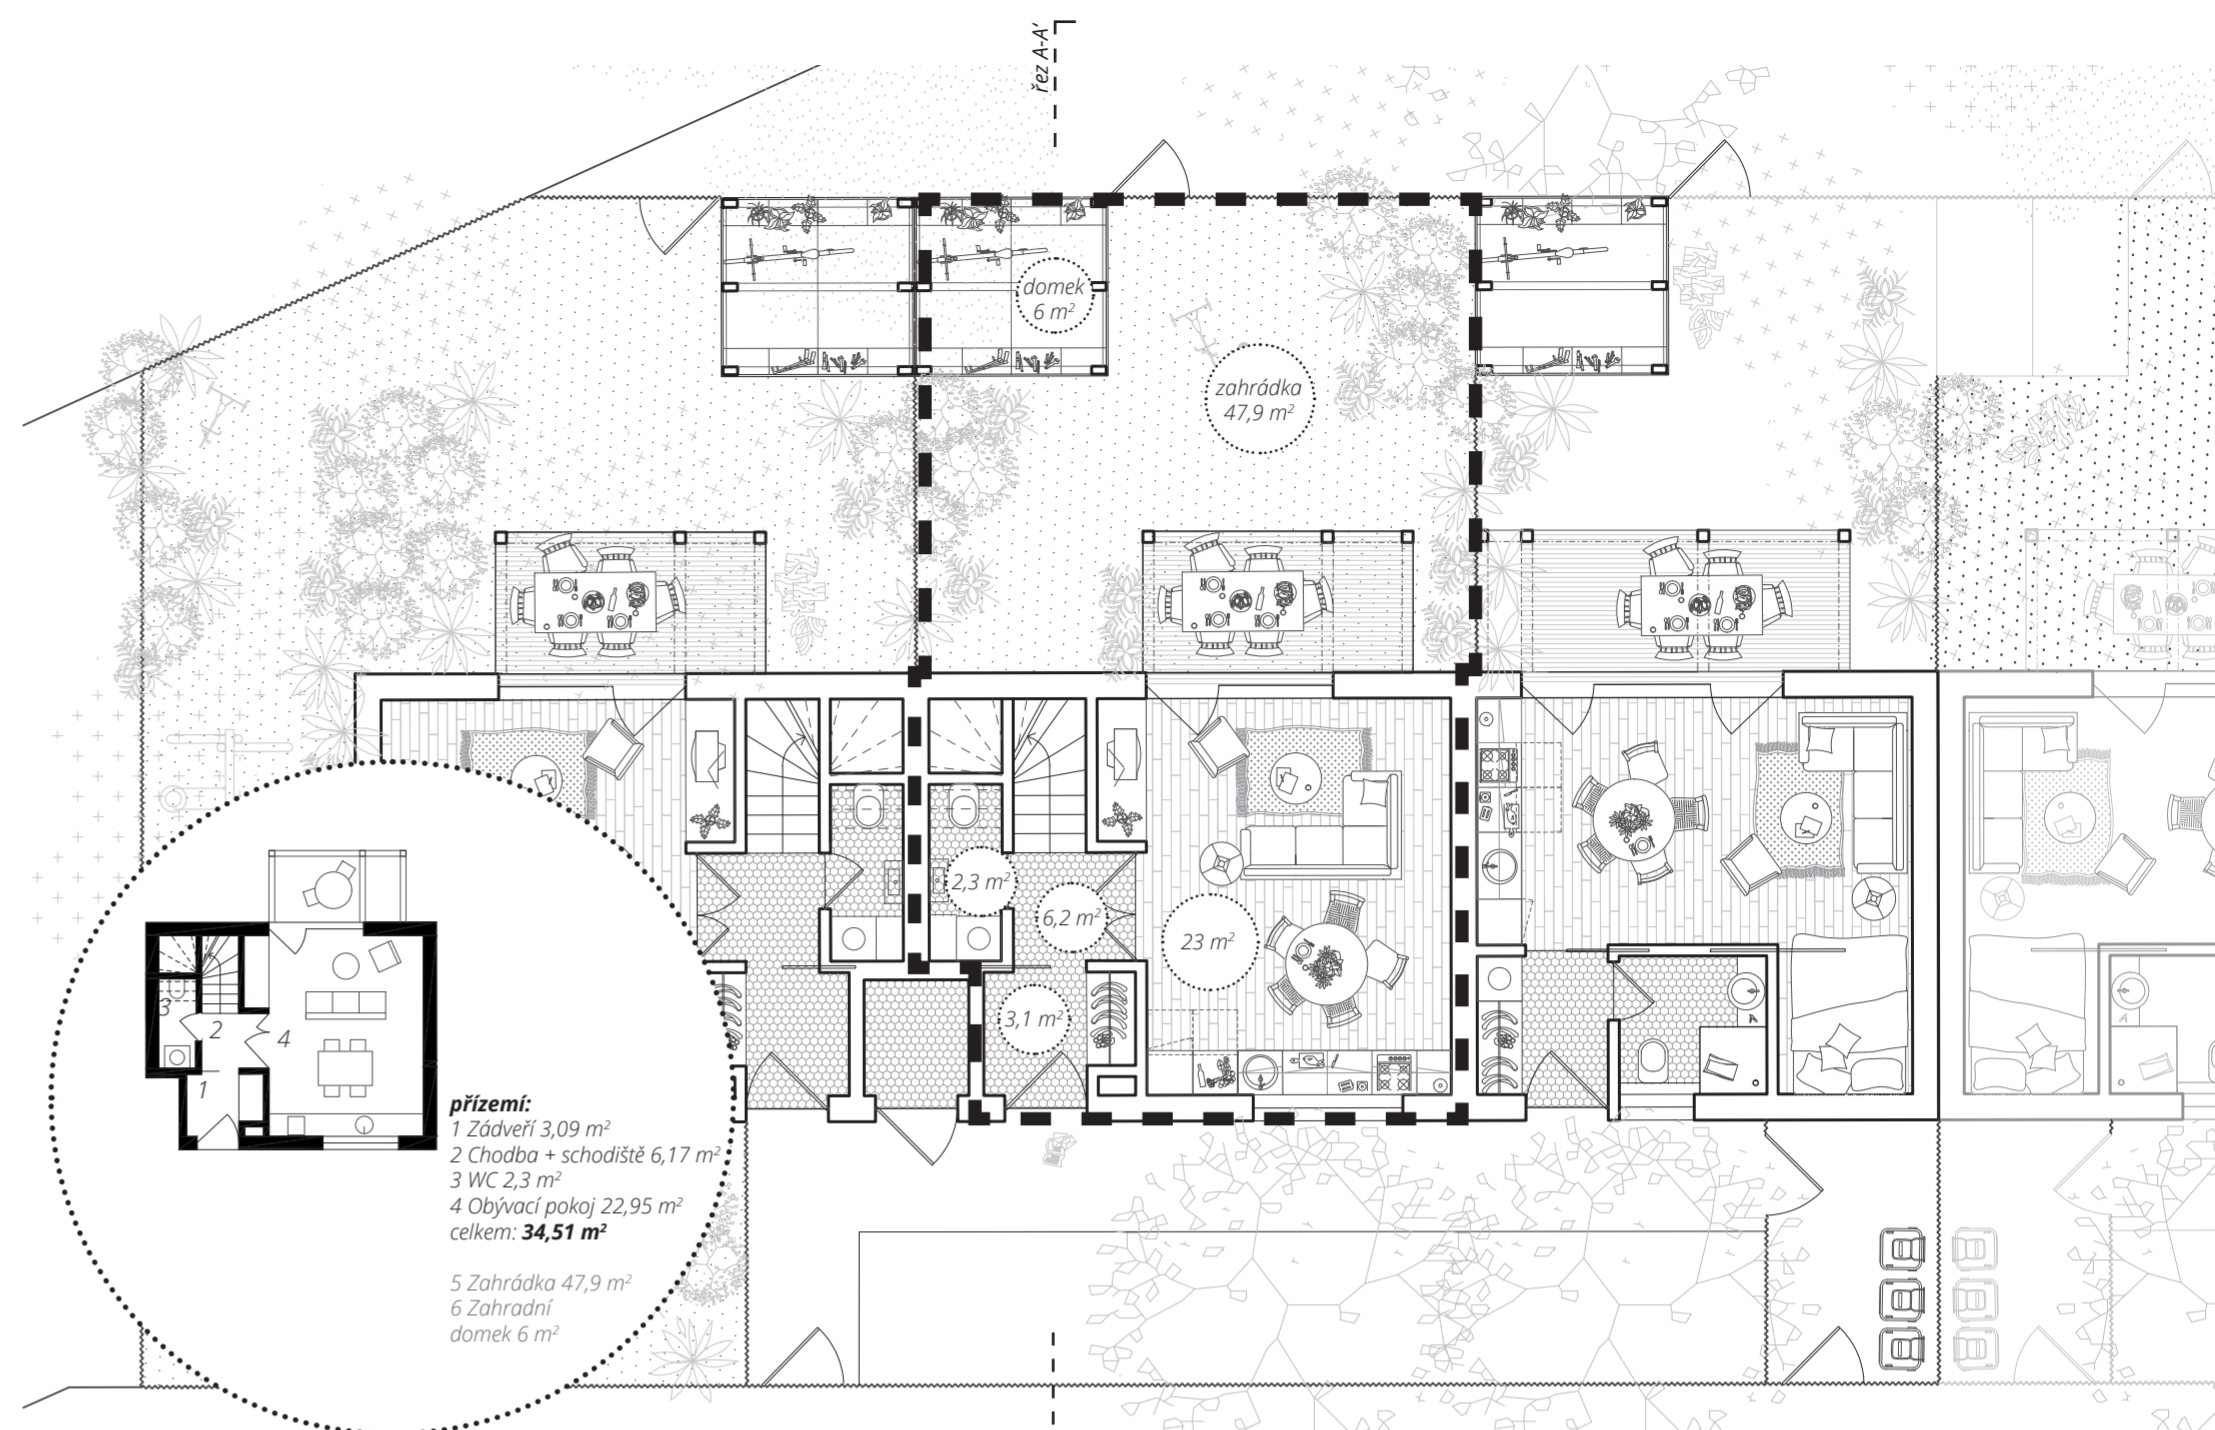 řez A-A'
domek
6 m²
zahrádka
47,9 m²
2,3 m²
6,2 m²
23 m²
3,1 m²
3
2
4
1
přízemí:
1 Zádveří 3,09 m²
2 Chodba + schodiště 6,17 m²
3 WC 2,3 m²
4 Obývací pokoj 22,95 m²
celkem: 34,51 m²
5 Zahrádka 47,9 m²
6 Zahradní
domek 6 m²